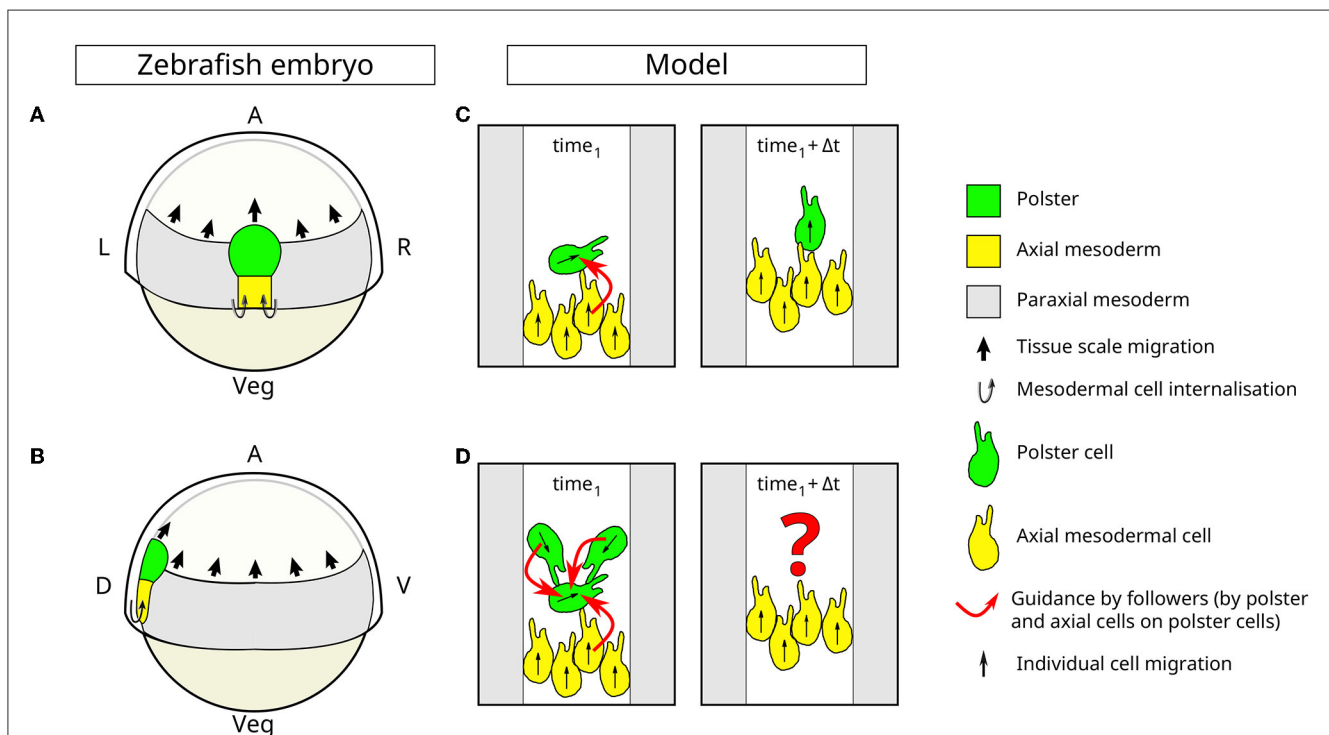 Zebrafish embryo
Model
A
A
L
R
Veg
B
A
D
V
Veg
C
time₁
time₁ + Δt
D
time₁
time₁ + Δt
?
Polster
Axial mesoderm
Paraxial mesoderm
Tissue scale migration
Mesodermal cell internalisation
Polster cell
Axial mesodermal cell
Guidance by followers (by polster
and axial cells on polster cells)
Individual cell migration